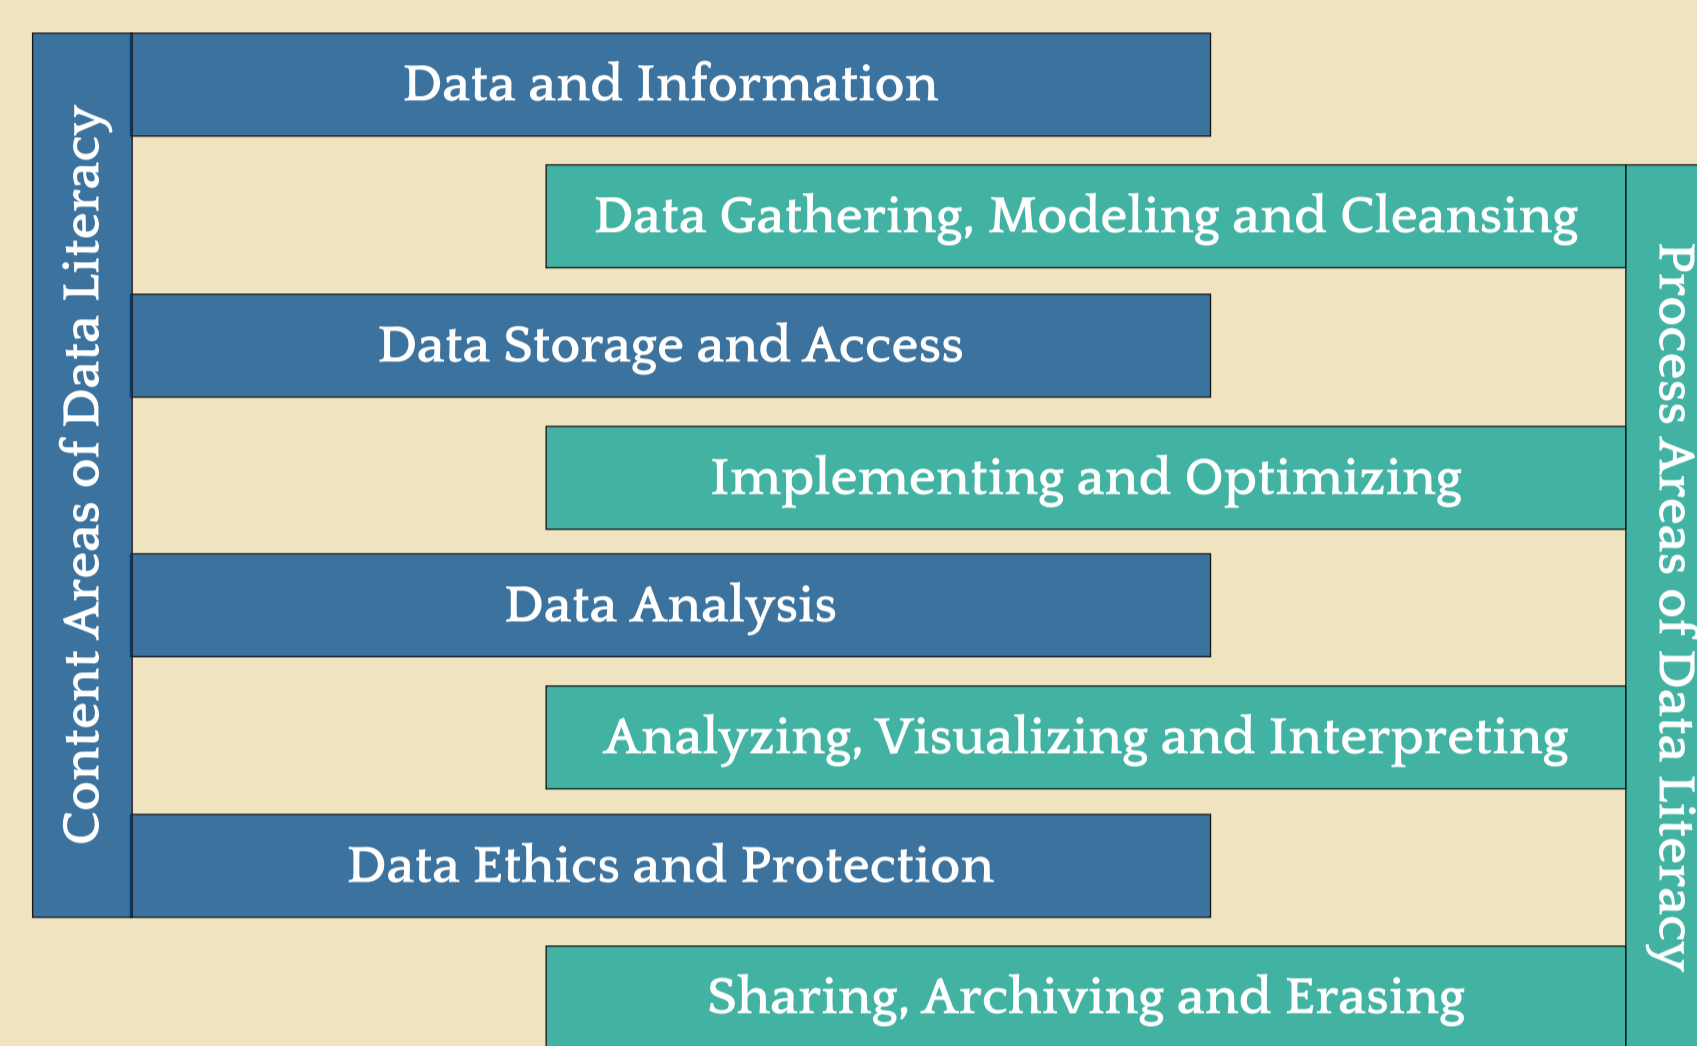 Content Areas of Data Literacy
Data and Information
Data Gathering, Modeling and Cleansing
Data Storage and Access
Implementing and Optimizing
Data Analysis
Analyzing, Visualizing and Interpreting
Data Ethics and Protection
Sharing, Archiving and Erasing
Process Areas of Data Literacy